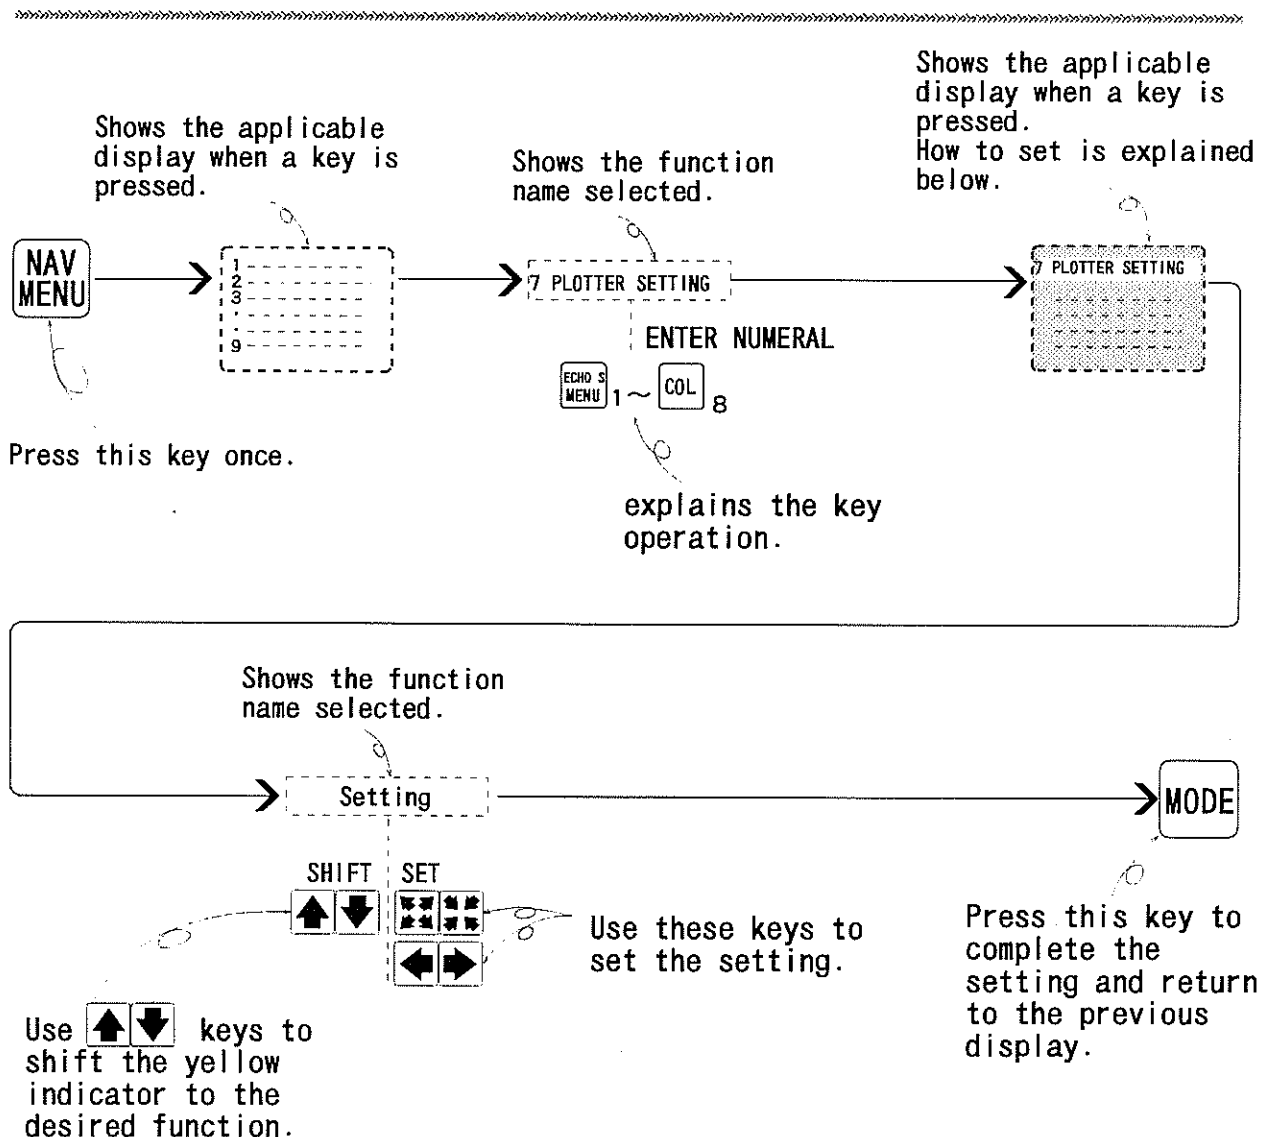 Shows the applicable
display when a key is
pressed.
Shows the function
name selected.
Shows the applicable
display when a key is
pressed.
How to set is explained
below.
NAV
MENU
1
2
3
9
7 PLOTTER SETTING
7 PLOTTER SETTING
ENTER NUMERAL
ECHO S
MENU 1～ COL 8
Press this key once.
explains the key
operation.
Shows the function
name selected.
Setting
MODE
SHIFT SET
Use these keys to
set the setting.
Press this key to
complete the
setting and return
to the previous
display.
Use keys to
shift the yellow
indicator to the
desired function.